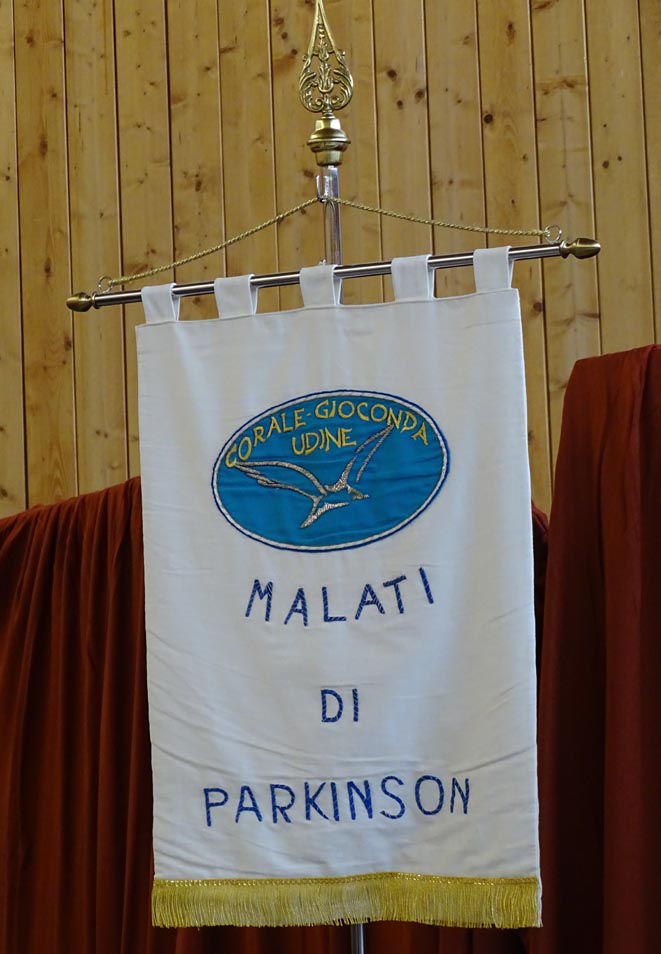 CORALE-GIOCONDA
UDINE
MALATI
DI
PARKINSON